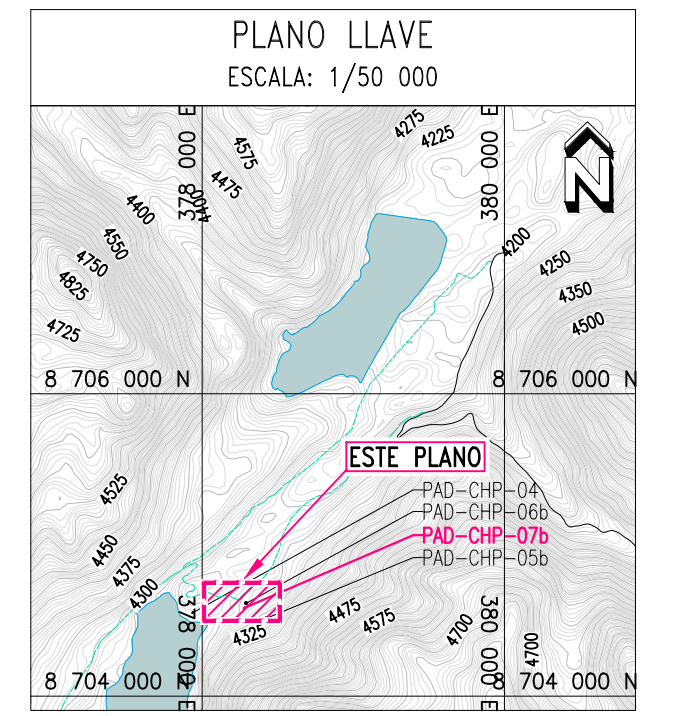 PLANO LLAVE
ESCALA: 1/50 000
378 000 E
380 000 E
4275
4225
4575
4475
4400
4400
4550
4750
4825
4725
N
4200
4250
4350
4500
8 706 000 N
8 706 000 N
ESTE PLANO
PAD-CHP-04
PAD-CHP-06b
PAD-CHP-07b
PAD-CHP-05b
4525
4450
4375
4300
4325
4475
4575
4700
4700
378 000 E
380 000 E
8 704 000 N
8 704 000 N